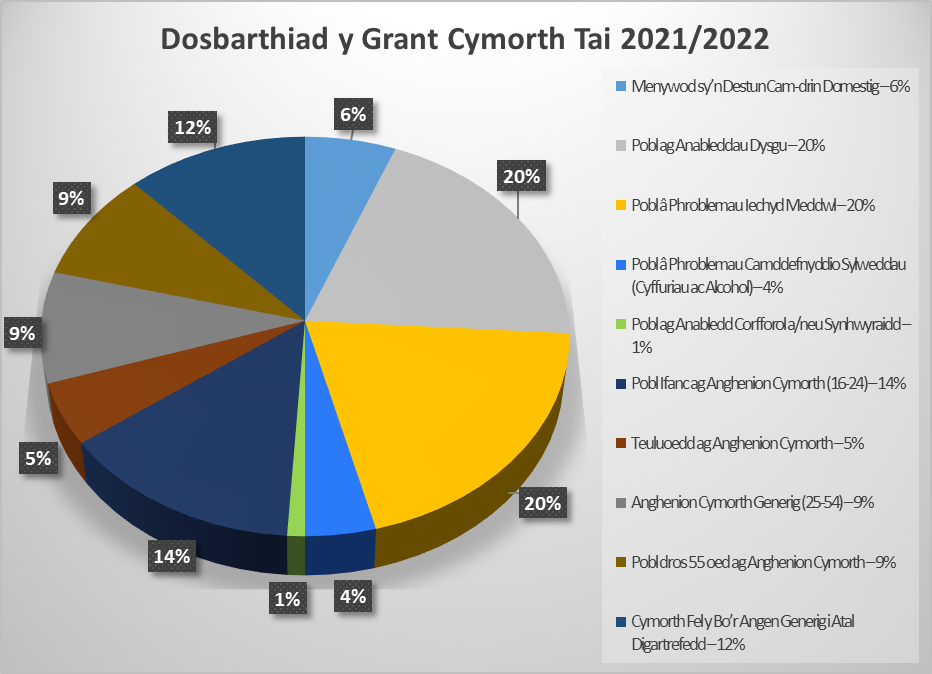 Dosbarthiad y Grant Cymorth Tai 2021/2022
6%
12%
20%
9%
9%
5%
20%
14%
1%
4%
Menywod sy'n Destun Cam-drin Domestig – 6%
Pobl ag Anableddau Dysgu – 20%
Pobl â Phroblemau Iechyd Meddwl – 20%
Pobl â Phroblemau Camddefnyddio Sylweddau
(Cyffuriau ac Alcohol) – 4%
Pobl ag Anabledd Corfforol a/neu Synhwyraidd –
1%
Pobl Ifanc ag Anghenion Cymorth (16-24) – 14%
Teuluoedd ag Anghenion Cymorth – 5%
Anghenion Cymorth Generig (25-54) – 9%
Pobl dros 55 oed ag Anghenion Cymorth – 9%
Cymorth Fel y Bo'r Angen Generig i Atal
Digartrefedd – 12%